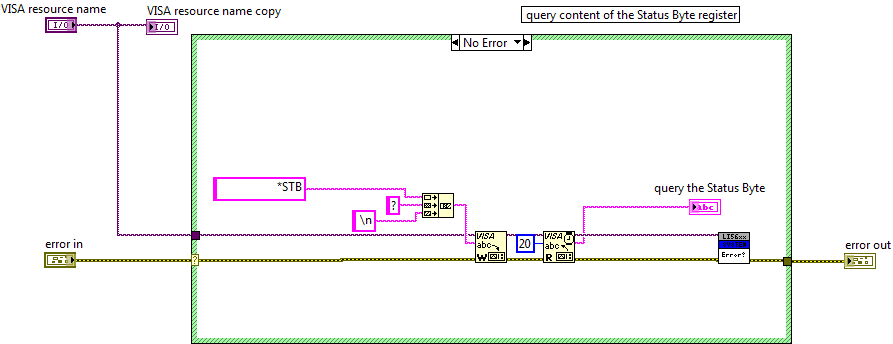 VISA resource name
VISA resource name copy
I/O
I/O
query content of the Status Byte register
No Error
*STB
?
\n
query the Status Byte
abc
VISA
abc
W
20
VISA
abc
R
LIS6xx
Error?
error in
?
error out